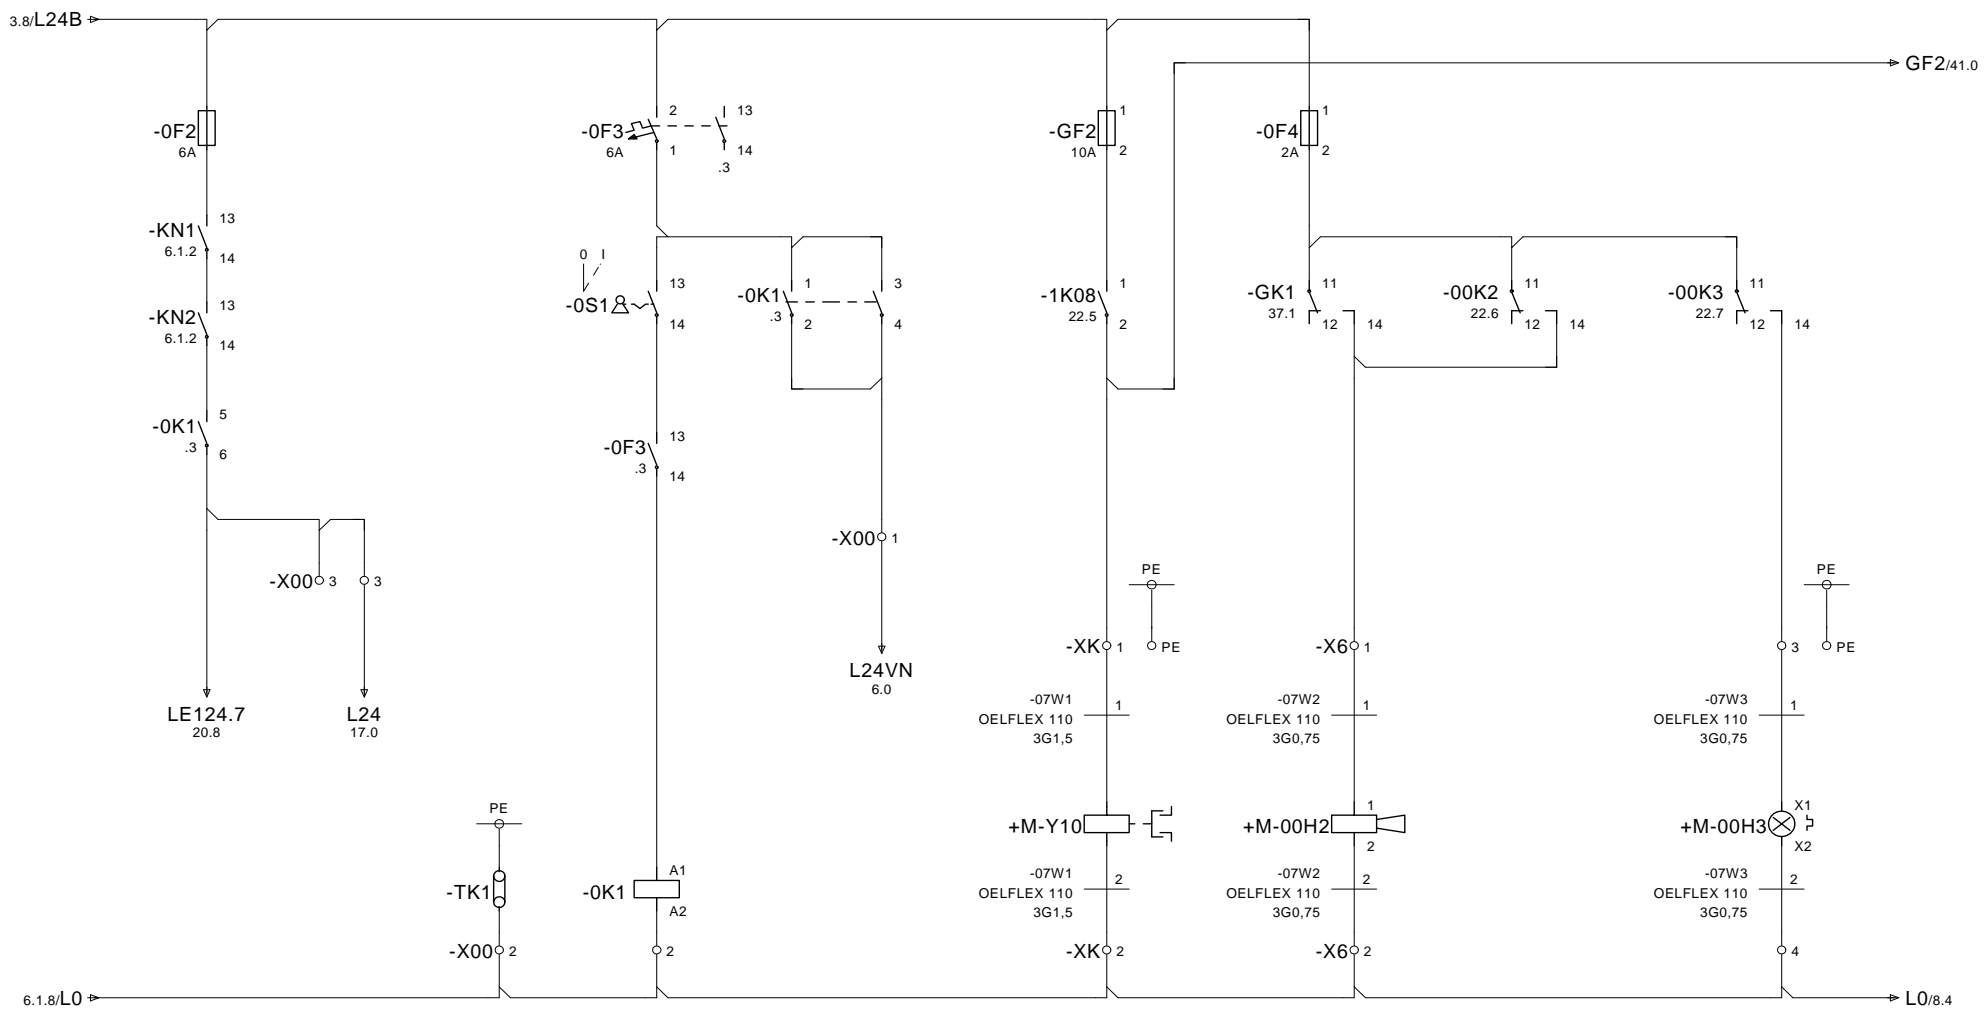 3.8/L24B
GF2/41.0
-0F2
6A
-0F3
6A
2
1
13
14
.3
-GF2
10A
1
2
-0F4
2A
1
2
-KN1
6.1.2
13
14
-KN2
6.1.2
13
14
-0K1
.3
5
6
0 I
-0S1
13
14
-0K1
.3
1
2
3
4
-1K08
22.5
1
2
-GK1
37.1
11
12
14
-00K2
22.6
11
12
14
-00K3
22.7
11
12
14
-0F3
.3
13
14
-X00 3
3
-X00 1
LE124.7
20.8
L24
17.0
L24VN
6.0
PE
PE
-XK 1
PE
-X6 1
3
PE
-07W1
OELFLEX 110
3G1,5
1
-07W2
OELFLEX 110
3G0,75
1
-07W3
OELFLEX 110
3G0,75
1
PE
-TK1
-0K1
A1
A2
+M-Y10
+M-00H2
1
2
+M-00H3
X1
X2
-07W1
OELFLEX 110
3G1,5
2
-07W2
OELFLEX 110
3G0,75
2
-07W3
OELFLEX 110
3G0,75
2
-X00 2
2
-XK 2
-X6 2
4
6.1.8/L0
L0/8.4